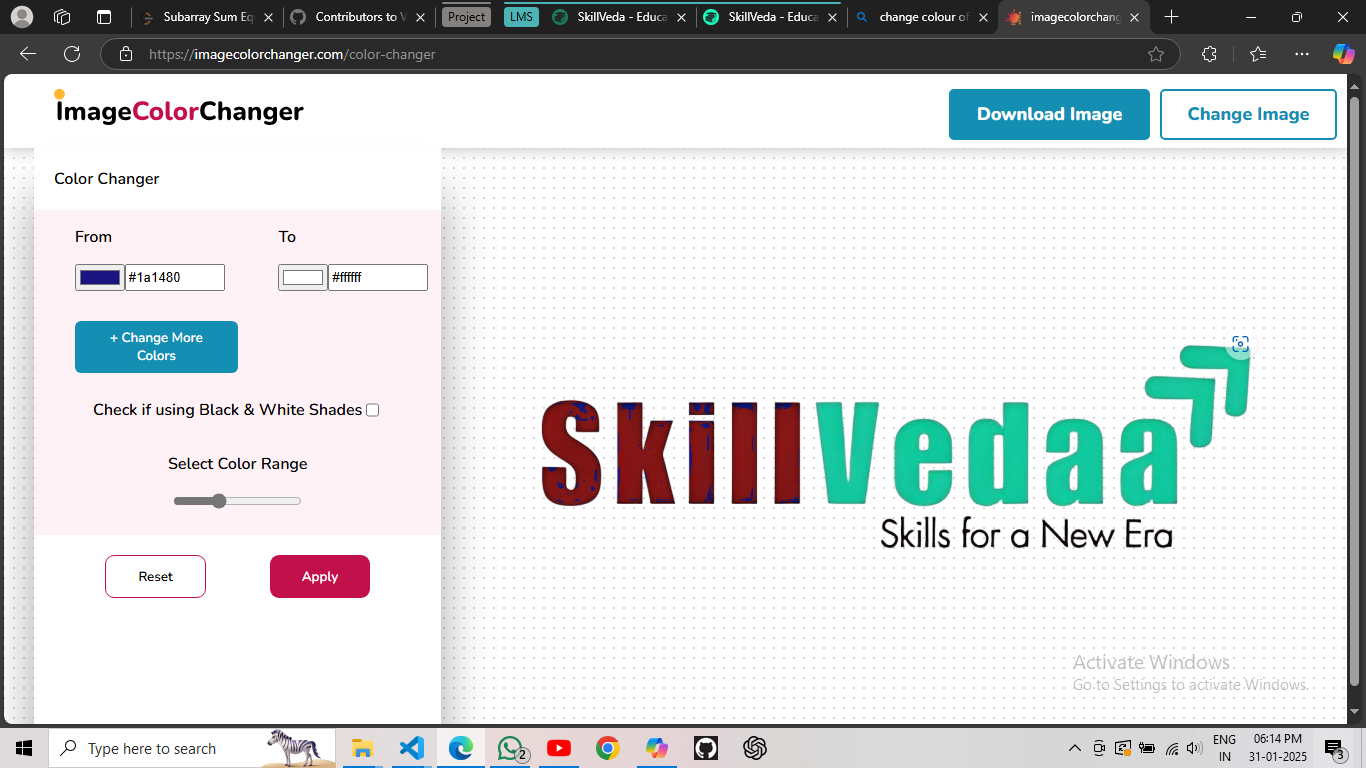 Subarray Sum Eq
Contributors to V
Project
LMS
SkillVeda - Educa
SkillVeda - Educa
change colour of
imagecolorchang
https://imagecolorchanger.com/color-changer
ImageColorChanger
Download Image
Change Image
Color Changer
From
To
#1a1480
#ffffff
+ Change More
Colors
Check if using Black & White Shades
Select Color Range
Reset
Apply
SkillVedaa
Skills for a New Era
Activate Windows
Go to Settings to activate Windows.
Type here to search
2
ENG
IN
06:14 PM
31-01-2025
3